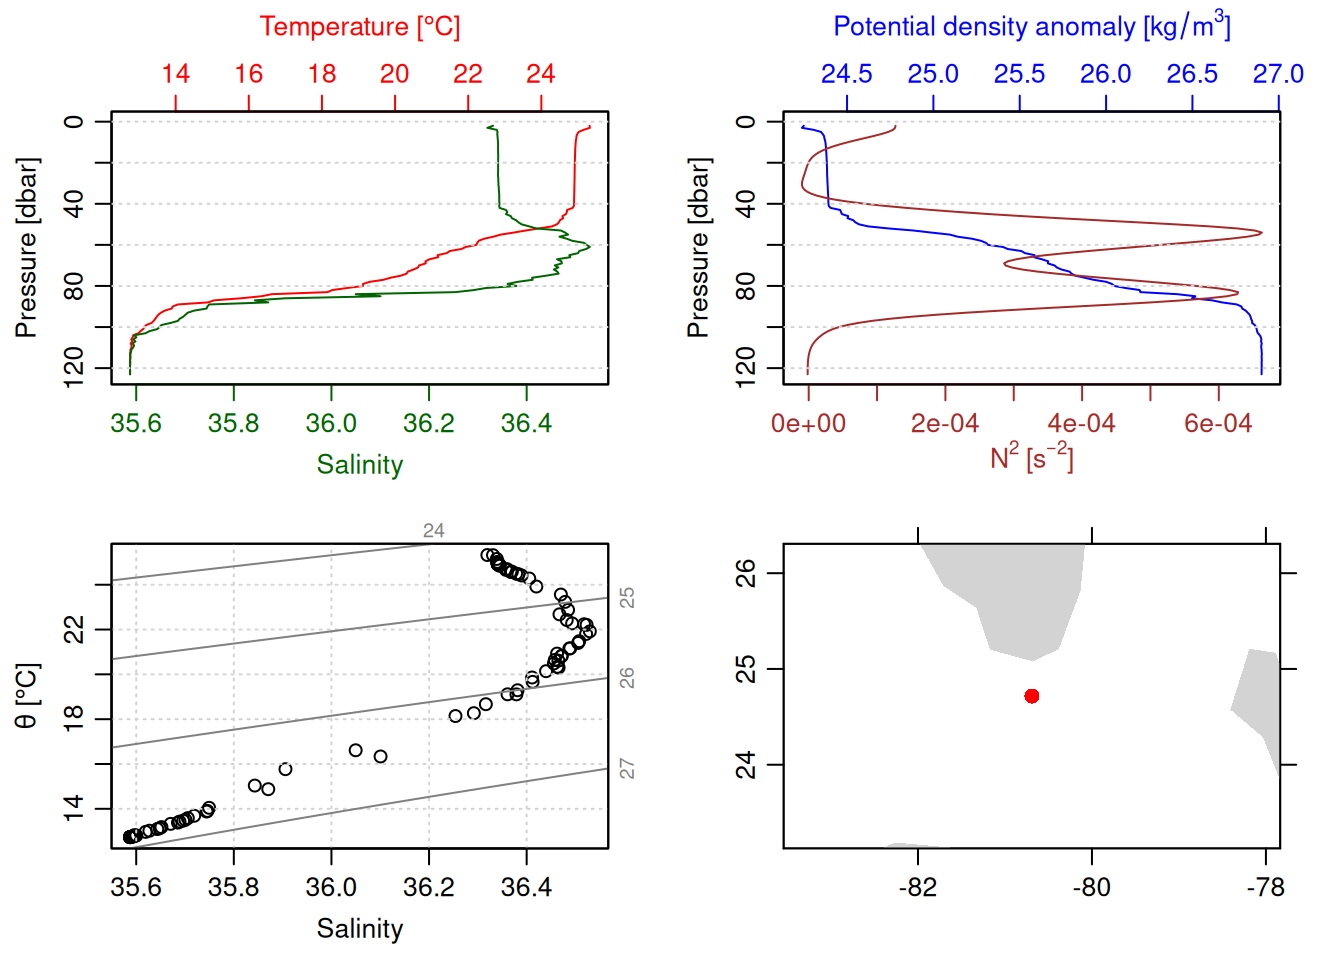 Temperature [°C]
14 16 18 20 22 24
Pressure [dbar]
0 40 80 120
35.6 35.8 36.0 36.2 36.4
Salinity
Potential density anomaly [kg/m³]
24.5 25.0 25.5 26.0 26.5 27.0
Pressure [dbar]
0 40 80 120
0e+00 2e-04 4e-04 6e-04
N² [s⁻²]
24
25
26
27
θ [°C]
22
18
14
35.6 35.8 36.0 36.2 36.4
Salinity
26
25
24
-82 -80 -78